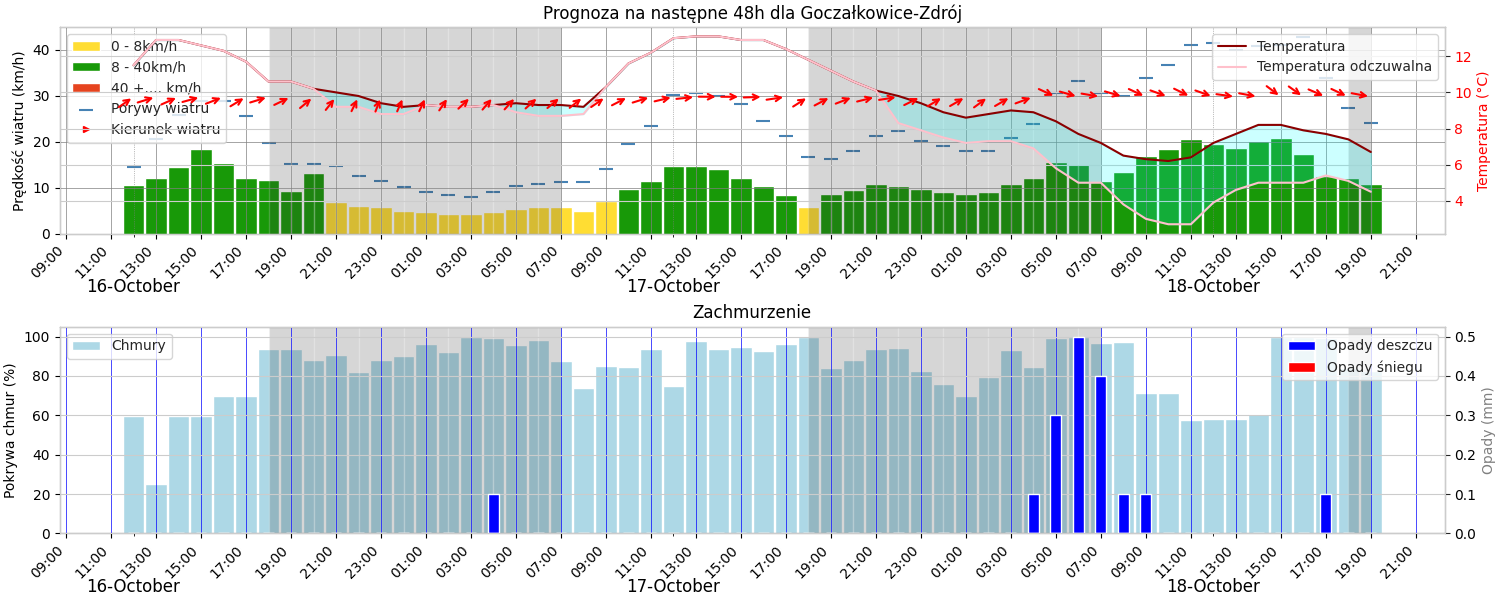 Prognoza na następne 48h dla Goczałkowice-Zdrój
Prędkość wiatru (km/h)
40
30
20
10
0
0 - 8km/h
8 - 40km/h
40 +.... km/h
Porywy wiatru
Kierunek wiatru
Temperatura
Temperatura odczuwalna
12
10
8
6
4
Temperatura (°C)
09:00 11:00 13:00 15:00 17:00 19:00 21:00 23:00 01:00 03:00 05:00 07:00 09:00 11:00 13:00 15:00 17:00 19:00 21:00 23:00 01:00 03:00 05:00 07:00 09:00 11:00 13:00 15:00 17:00 19:00 21:00
16-October 17-October 18-October
Zachmurzenie
Pokrywa chmur (%)
100
80
60
40
20
0
Chmury
Opady deszczu
Opady śniegu
0.5
0.4
0.3
0.2
0.1
0.0
Opady (mm)
09:00 11:00 13:00 15:00 17:00 19:00 21:00 23:00 01:00 03:00 05:00 07:00 09:00 11:00 13:00 15:00 17:00 19:00 21:00 23:00 01:00 03:00 05:00 07:00 09:00 11:00 13:00 15:00 17:00 19:00 21:00
16-October 17-October 18-October